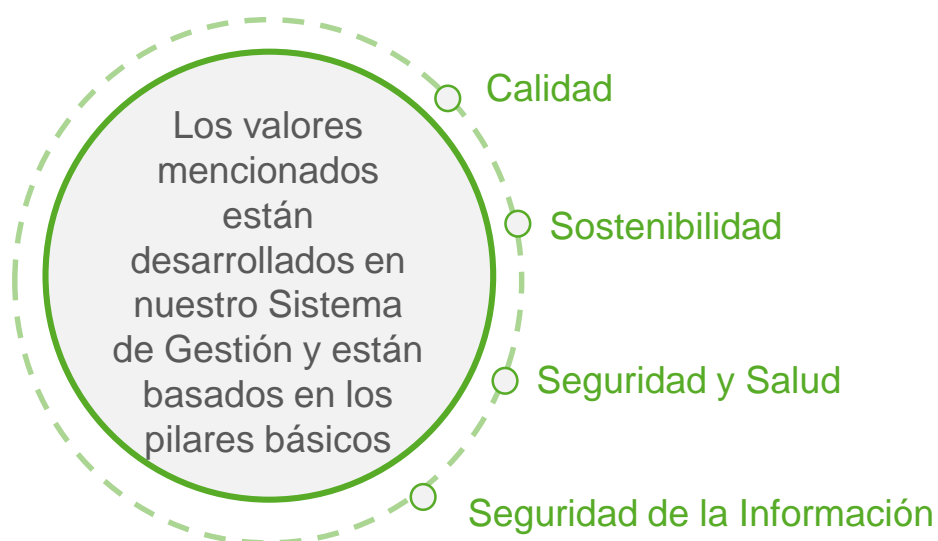 Los valores
mencionados
están
desarrollados en
nuestro Sistema
de Gestión y están
basados en los
pilares básicos
Calidad
Sostenibilidad
Seguridad y Salud
Seguridad de la Información